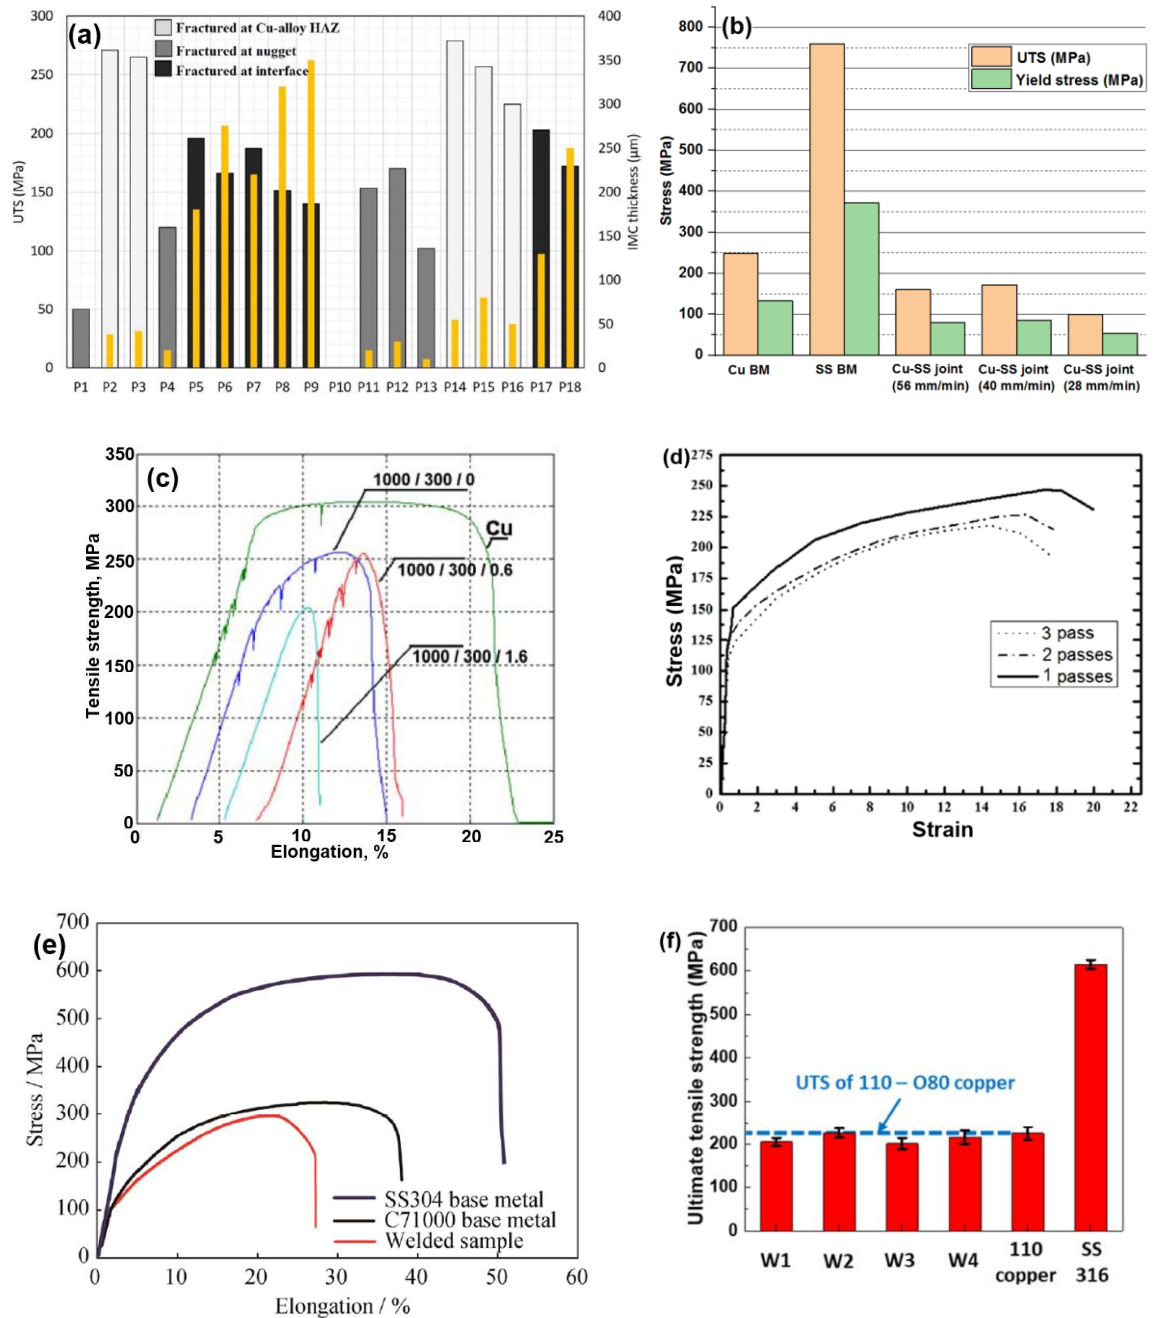 (a)
Fractured at Cu-alloy HAZ
Fractured at nugget
Fractured at interface
UTS (MPa)
300
250
200
150
100
50
0
IMC thickness (μm)
400
350
300
250
200
150
100
50
0
P1 P2 P3 P4 P5 P6 P7 P8 P9 P10 P11 P12 P13 P14 P15 P16 P17 P18
(b)
UTS (MPa)
Yield stress (MPa)
Stress (MPa)
800
700
600
500
400
300
200
100
0
Cu BM SS BM Cu-SS joint Cu-SS joint Cu-SS joint
(56 mm/min) (40 mm/min) (28 mm/min)
(c)
1000 / 300 / 0
Cu
1000 / 300 / 0.6
1000 / 300 / 1.6
Tensile strength, MPa
350
300
250
200
150
100
50
0
0 5 10 15 20 25
Elongation, %
(d)
Stress (MPa)
275
250
225
200
175
150
125
100
75
50
25
0
3 pass
2 passes
1 passes
0 2 4 6 8 10 12 14 16 18 20 22
Strain
(e)
Stress / MPa
700
600
500
400
300
200
100
0
SS304 base metal
C71000 base metal
Welded sample
0 10 20 30 40 50 60
Elongation / %
(f)
Ultimate tensile strength (MPa)
700
600
500
400
300
200
100
0
UTS of 110 – O80 copper
W1 W2 W3 W4 110 SS
copper 316